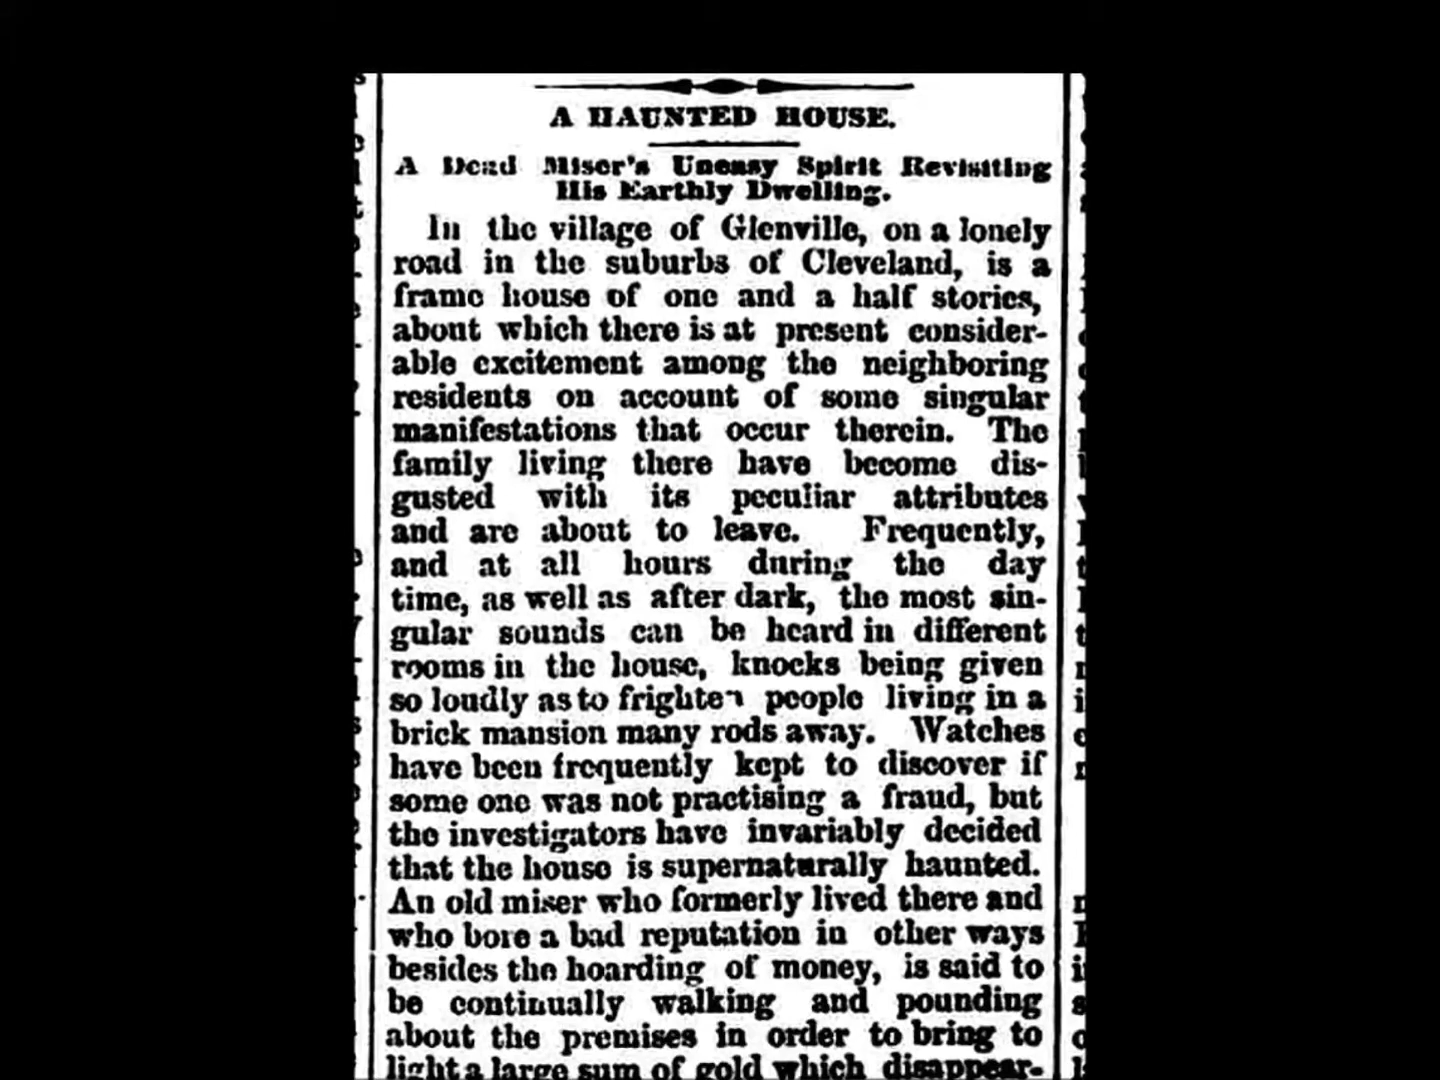 A HAUNTED HOUSE.
A Dead Miser's Uneasy Spirit Revisiting
His Earthly Dwelling.
In the village of Glenville, on a lonely
road in the suburbs of Cleveland, is a
frame house of one and a half stories,
about which there is at present consider-
able excitement among the neighboring
residents on account of some singular
manifestations that occur therein. The
family living there have become dis-
gusted with its peculiar attributes
and are about to leave. Frequently,
and at all hours during the day
time, as well as after dark, the most sin-
gular sounds can be heard in different
rooms in the house, knocks being given
so loudly as to frighten people living in a
brick mansion many rods away. Watches
have been frequently kept to discover if
some one was not practising a fraud, but
the investigators have invariably decided
that the house is supernaturally haunted.
An old miser who formerly lived there and
who bore a bad reputation in other ways
besides the hoarding of money, is said to
be continually walking and pounding
about the premises in order to bring to
light a large sum of gold which disappear-